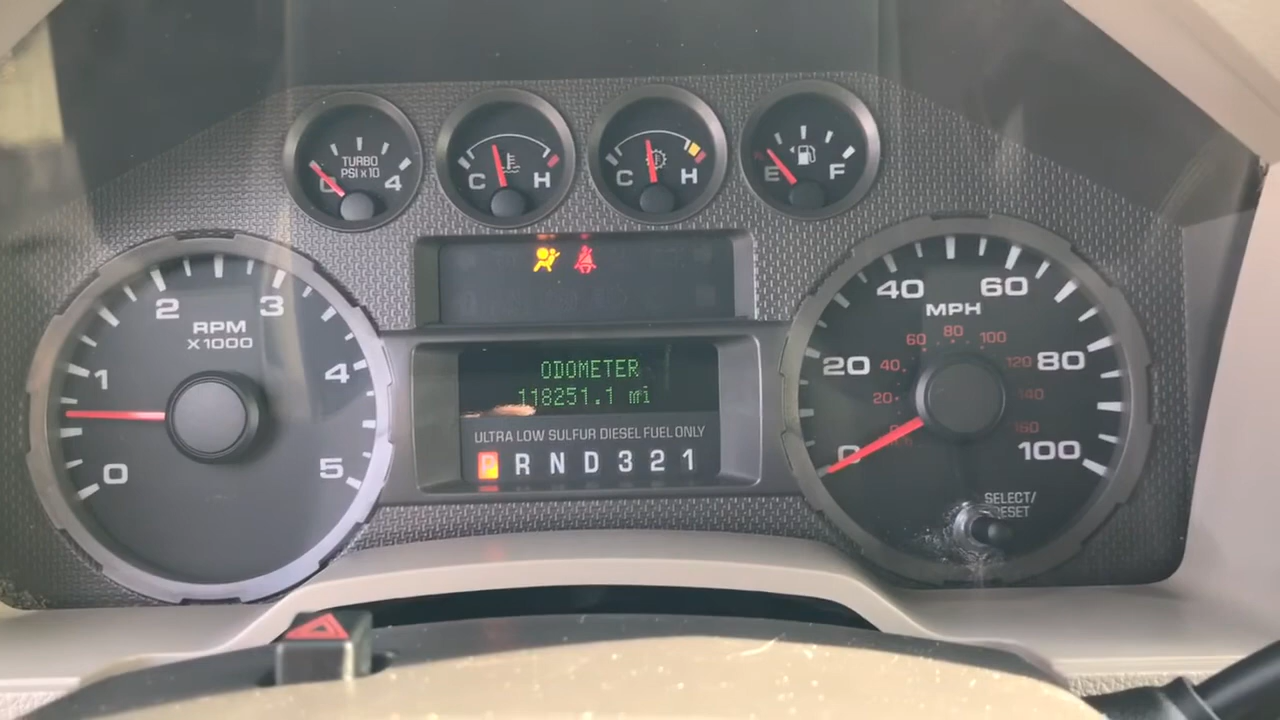 TURBO
PSI x 10
0 4
C H
C H
E F
RPM
X1000
0 1 2 3 4 5
ODOMETER
118251.1 mi
ULTRA LOW SULFUR DIESEL FUEL ONLY
P R N D 3 2 1
MPH
0 20 40 60 80 100
20 40 60 80 100 120 140 160
SELECT/
RESET